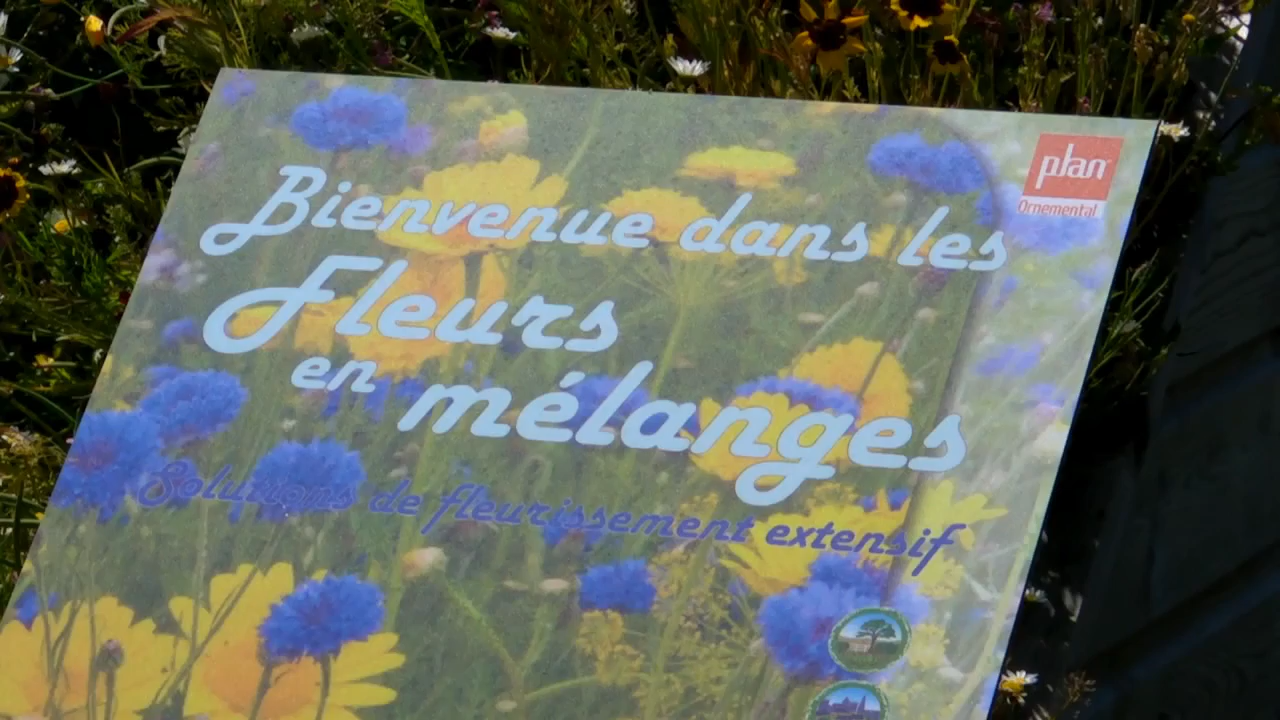 plan
Ornemental
Bienvenue dans les
Fleurs
en mélanges
Solutions de fleurissement extensif